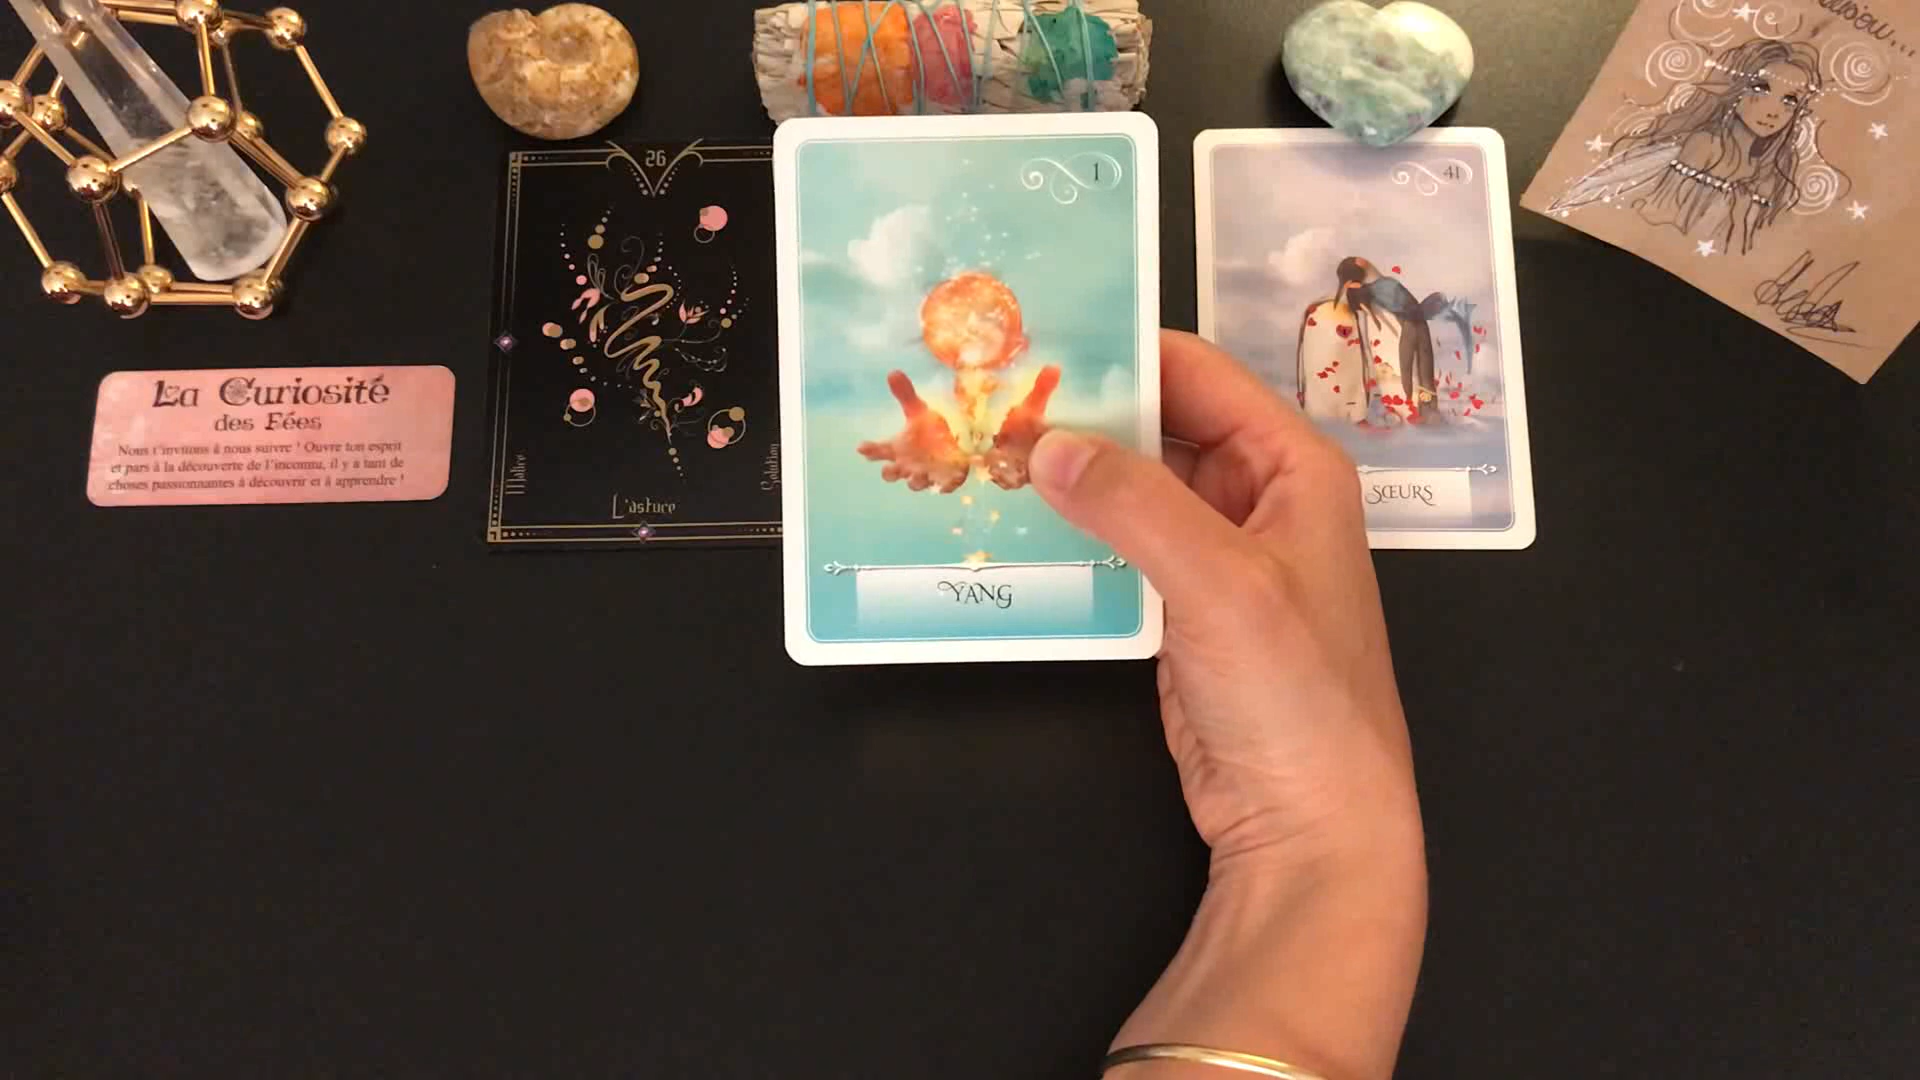 La Curiosité
des Fées
Nous t'invitons à nous suivre ! Ouvre ton esprit
et pars à la découverte de l'inconnu, il y a tant de
choses passionnantes à découvrir et à apprendre !
26
Malice
L'astuce
Solution
1
YANG
41
SŒURS